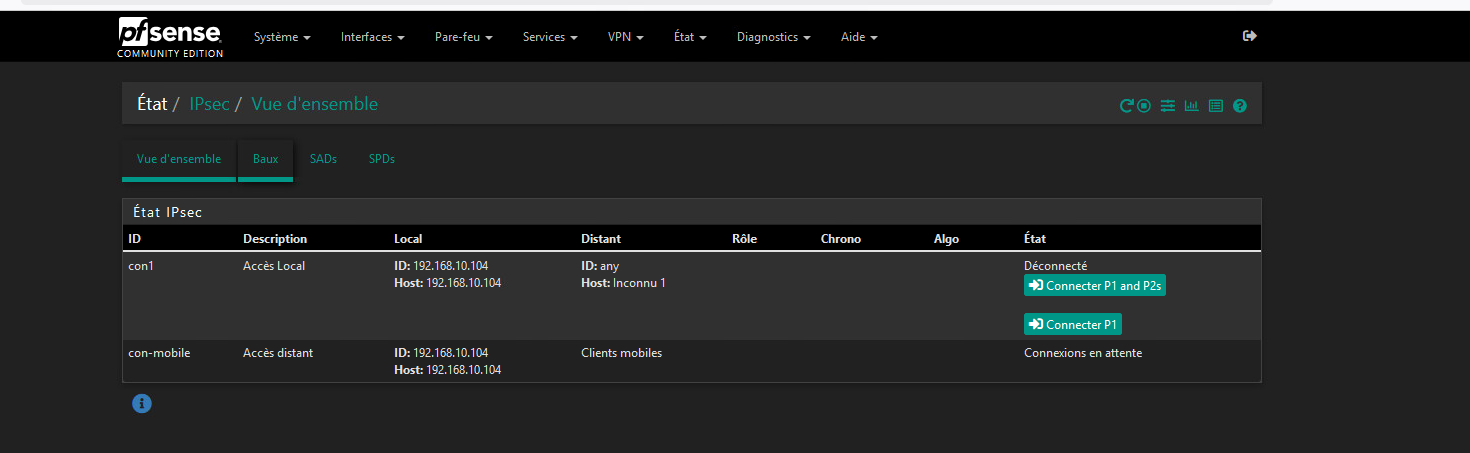 pfsense
COMMUNITY EDITION
Système Interfaces Pare-feu Services VPN État Diagnostics Aide
État / IPsec / Vue d'ensemble
Vue d'ensemble Baux SADs SPDs
État IPsec
ID Description Local Distant Rôle Chrono Algo État
con1 Accès Local ID: 192.168.10.104 ID: any Déconnecté
Host: 192.168.10.104 Host: Inconnu 1 Connecter P1 and P2s
Connecter P1
con-mobile Accès distant ID: 192.168.10.104 Clients mobiles Connexions en attente
Host: 192.168.10.104